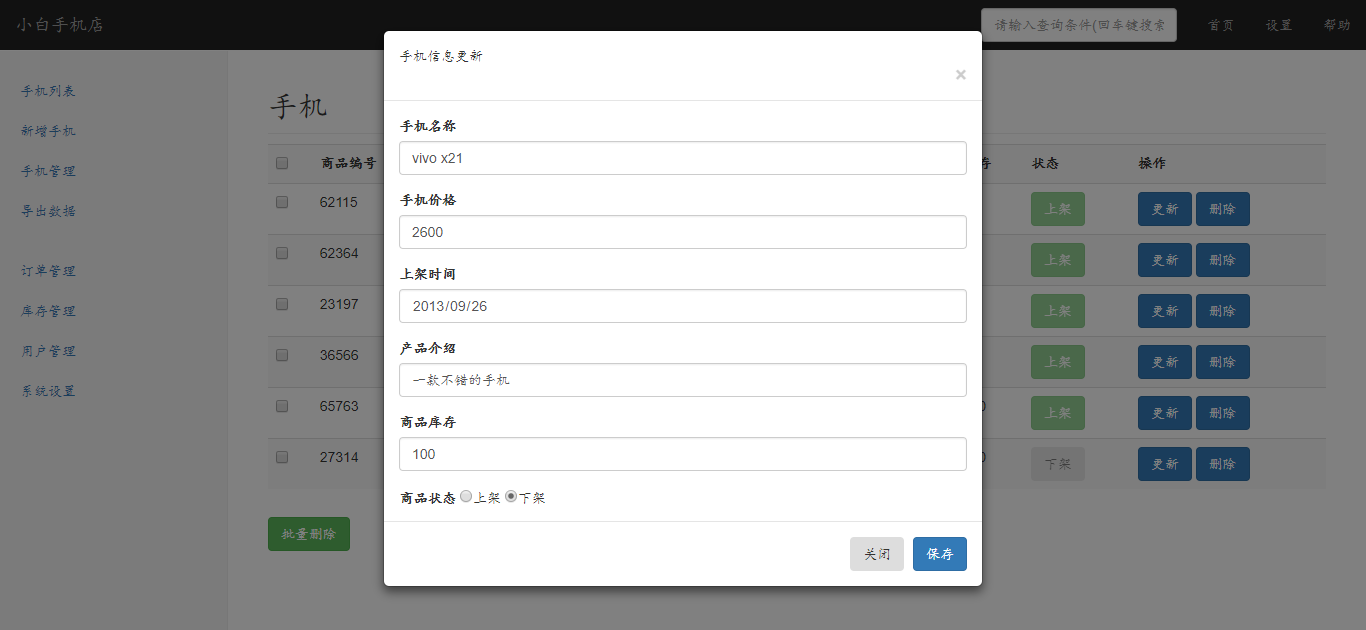 小白手机店
请输入查询条件(回车键搜索
首页
设置
帮助
手机列表
新增手机
手机管理
导出数据
订单管理
库存管理
用户管理
系统设置
手机
商品编号
状态
操作
62115
上架
更新
删除
62364
上架
更新
删除
23197
上架
更新
删除
36566
上架
更新
删除
65763
上架
更新
删除
27314
下架
更新
删除
批量删除
手机信息更新
×
手机名称
vivo x21
手机价格
2600
上架时间
2013/09/26
产品介绍
一款不错的手机
商品库存
100
商品状态 上架 下架
关闭
保存